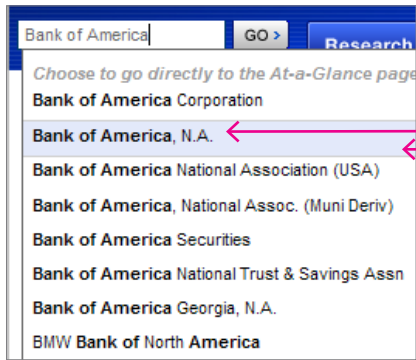 Bank of America
GO >
Research
Choose to go directly to the At-a-Glance page
Bank of America Corporation
Bank of America, N.A.
Bank of America National Association (USA)
Bank of America, National Assoc. (Muni Deriv)
Bank of America Securities
Bank of America National Trust & Savings Assn
Bank of America Georgia, N.A.
BMW Bank of North America